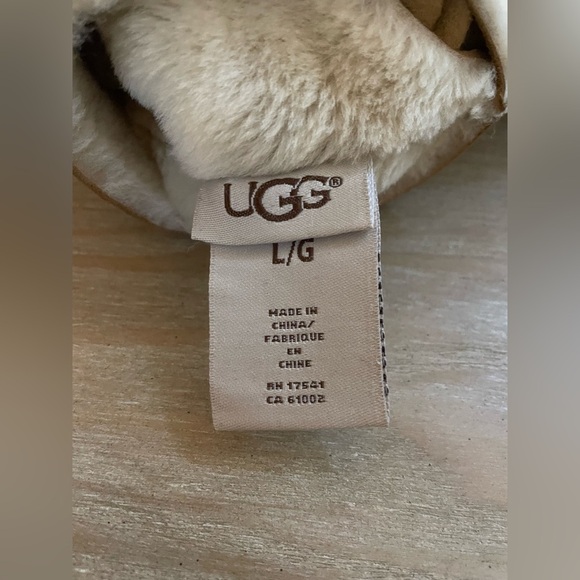 UGG®
L/G
MADE IN
CHINA/
FABRIQUE
EN
CHINE
RN 17541
CA 61002